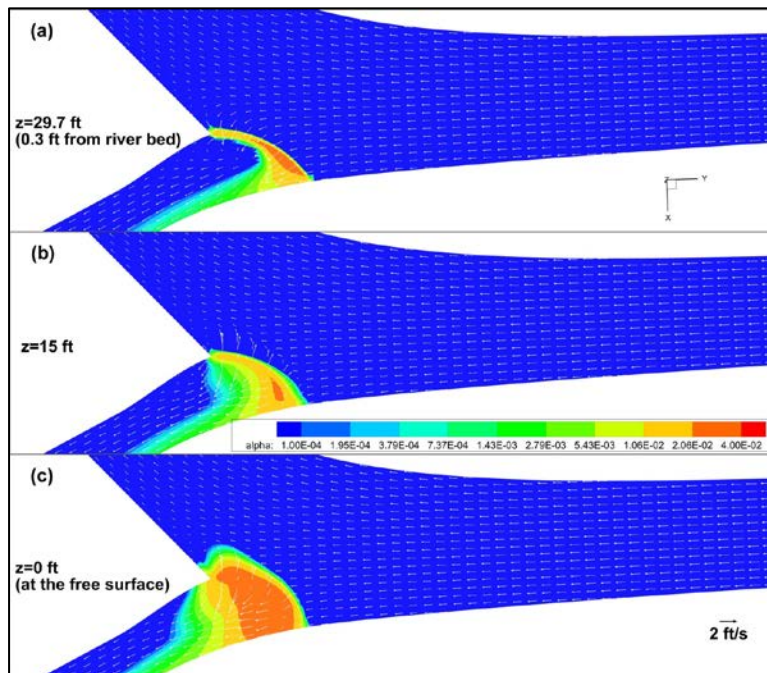 (a)
z=29.7 ft
(0.3 ft from river bed)
Z Y
X
(b)
z=15 ft
alpha: 1.00E-04 1.95E-04 3.79E-04 7.37E-04 1.43E-03 2.79E-03 5.43E-03 1.06E-02 2.06E-02 4.00E-02
(c)
z=0 ft
(at the free surface)
2 ft/s